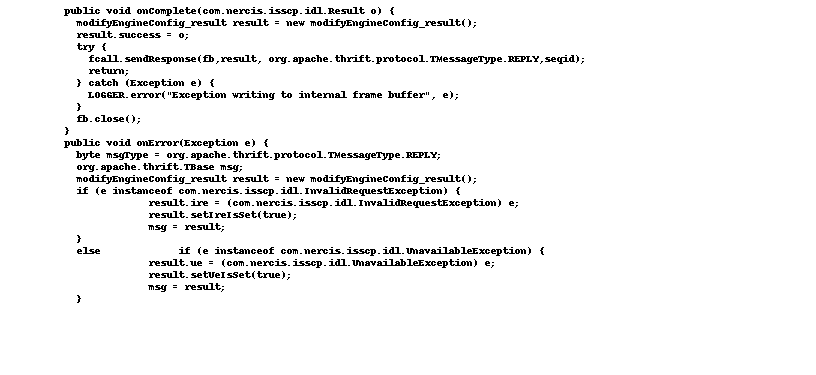 public void onComplete(com.nercis.isscp.idl.Result o) {
modifyEngineConfig_result result = new modifyEngineConfig_result();
result.success = o;
try {
fcall.sendResponse(fb,result, org.apache.thrift.protocol.TMessageType.REPLY,seqid);
return;
} catch (Exception e) {
LOGGER.error("Exception writing to internal frame buffer", e);
}
fb.close();
}
public void onError(Exception e) {
byte msgType = org.apache.thrift.protocol.TMessageType.REPLY;
org.apache.thrift.TBase msg;
modifyEngineConfig_result result = new modifyEngineConfig_result();
if (e instanceof com.nercis.isscp.idl.InvalidRequestException) {
result.ire = (com.nercis.isscp.idl.InvalidRequestException) e;
result.setIreIsSet(true);
msg = result;
}
else if (e instanceof com.nercis.isscp.idl.UnavailableException) {
result.ue = (com.nercis.isscp.idl.UnavailableException) e;
result.setUeIsSet(true);
msg = result;
}